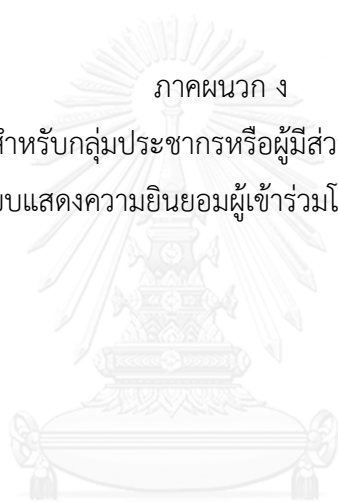 ภาคผนวก ง
สำหรับกลุ่มประชากรหรือผู้มีส่ว
บแสดงความยินยอมผู้เข้าร่วมโ